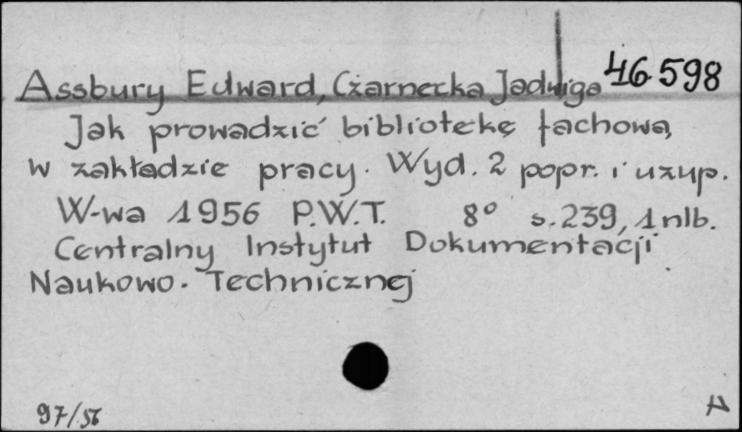 Assbury Edward, Czarnecka Jadwiga 46 598
Jak prowadzić bibliotekę fachową
w zakładzie pracy. Wyd. 2 popr. i uzup.
W-wa 1956 P.W.T. 8° s. 239, 1 nlb.
Centralny Instytut Dokumentacji
Naukowo-Technicznej
97/56